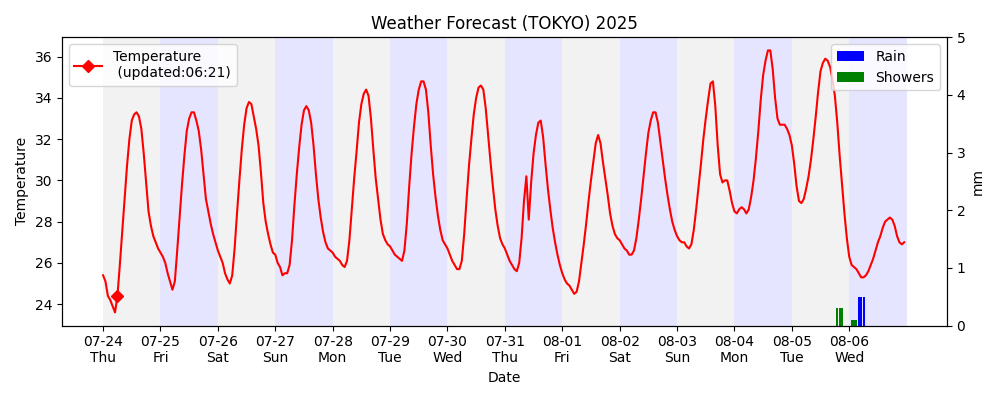 Weather Forecast (TOKYO) 2025
Temperature
(updated:06:21)
Rain
Showers
Temperature
36
34
32
30
28
26
24
5
4
3
2
1
0
mm
07-24 07-25 07-26 07-27 07-28 07-29 07-30 07-31 08-01 08-02 08-03 08-04 08-05 08-06
Thu Fri Sat Sun Mon Tue Wed Thu Fri Sat Sun Mon Tue Wed
Date